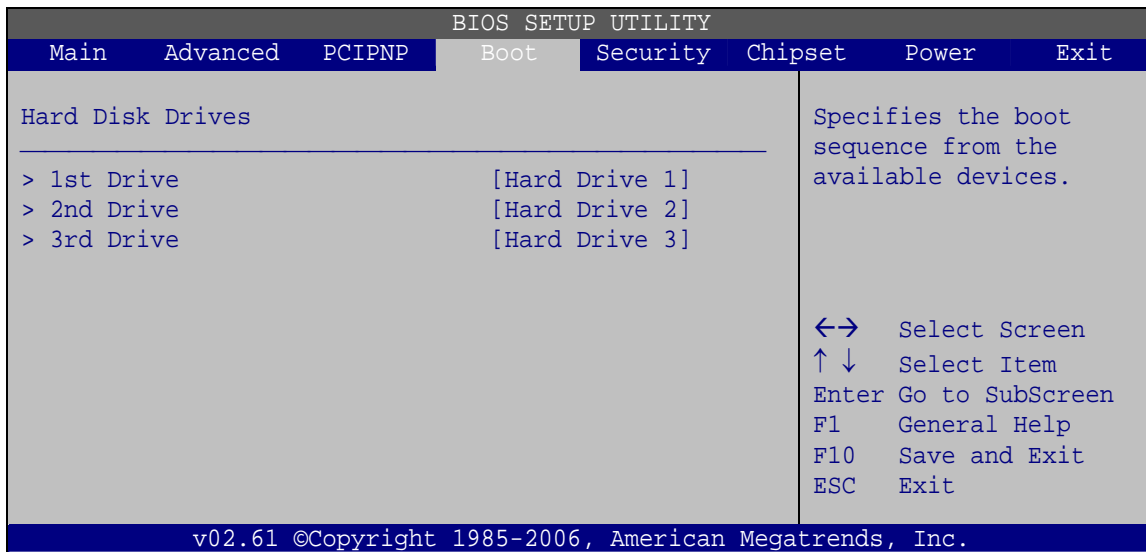 BIOS SETUP UTILITY
Main Advanced PCIPNP Boot Security Chipset Power Exit
Hard Disk Drives
> 1st Drive [Hard Drive 1]
> 2nd Drive [Hard Drive 2]
> 3rd Drive [Hard Drive 3]
Specifies the boot
sequence from the
available devices.
←→ Select Screen
↑ ↓ Select Item
Enter Go to SubScreen
F1 General Help
F10 Save and Exit
ESC Exit
v02.61 ©Copyright 1985-2006, American Megatrends, Inc.